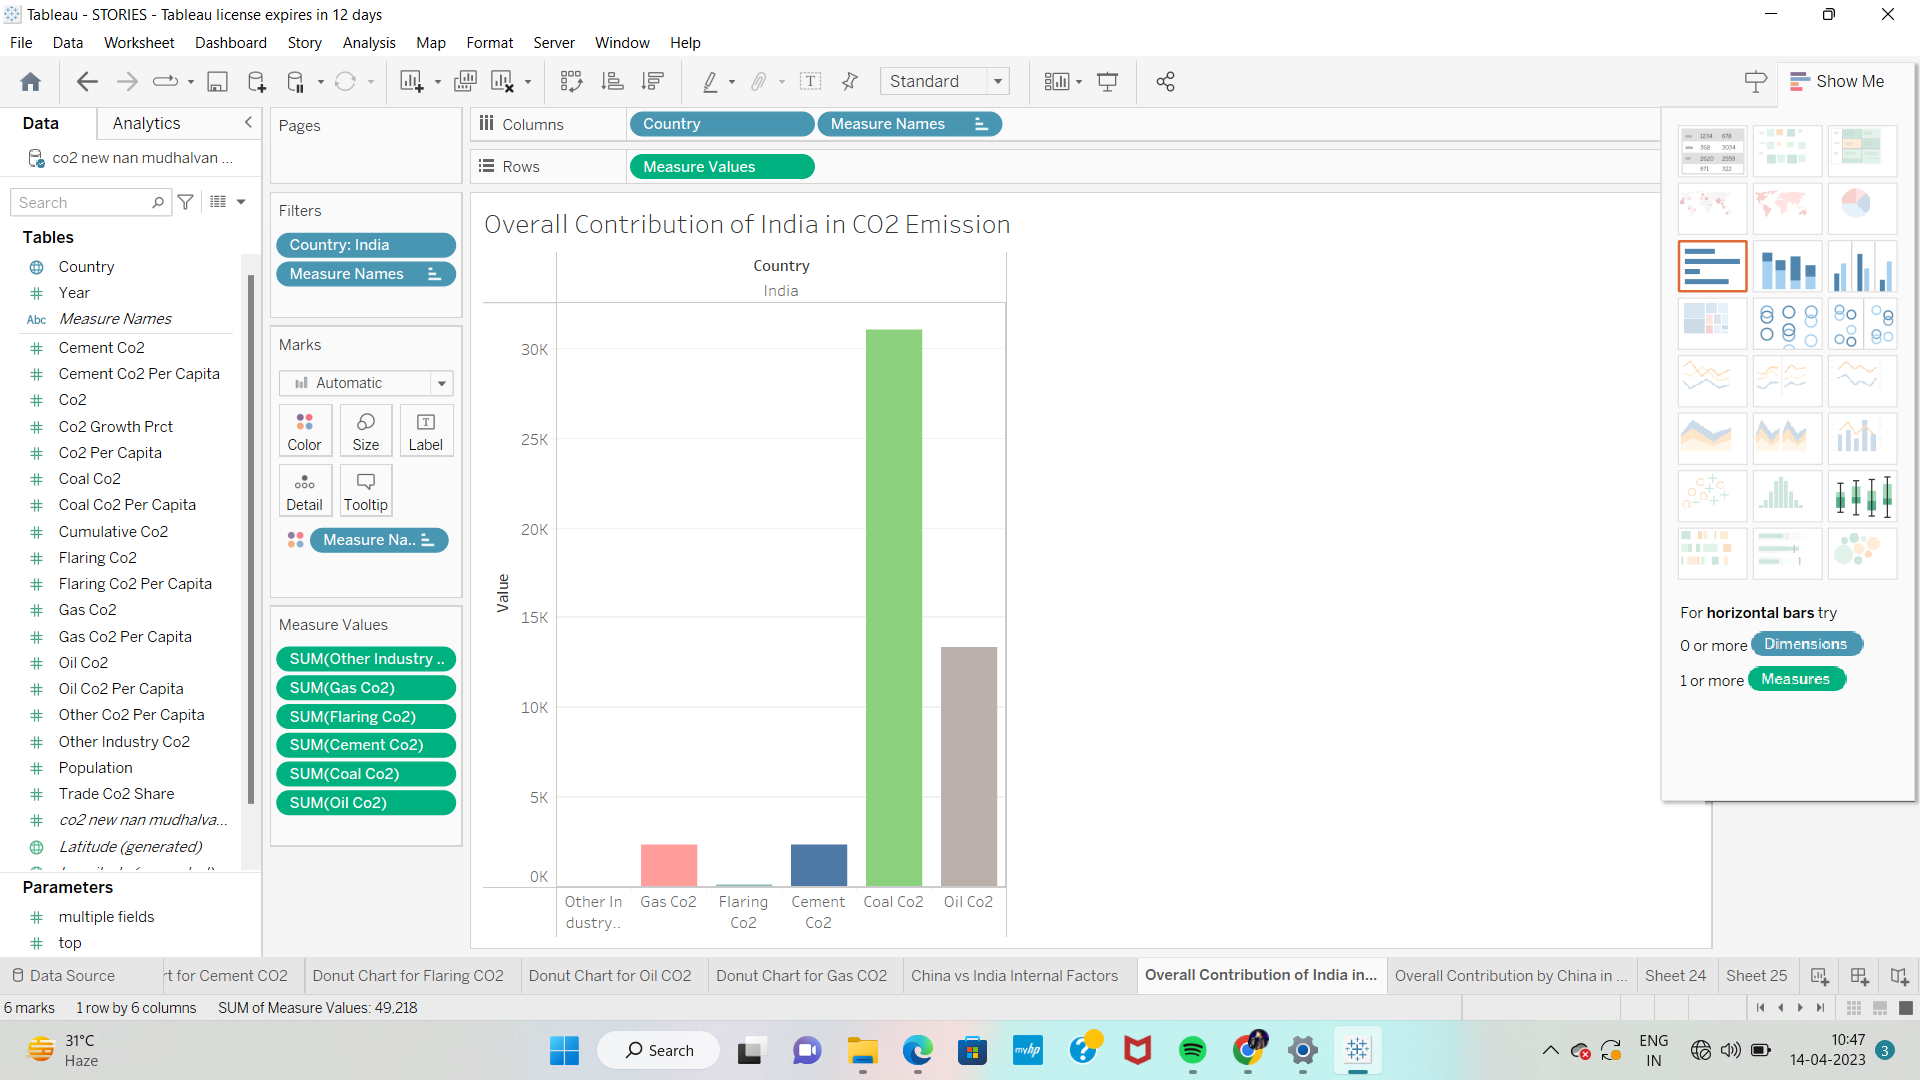 Tableau - STORIES - Tableau license expires in 12 days
File Data Worksheet Dashboard Story Analysis Map Format Server Window Help
Standard
Show Me
Data Analytics
co2 new nan mudhalvan ...
Search
Tables
Country
Year
Abc Measure Names
Cement Co2
Cement Co2 Per Capita
Co2
Co2 Growth Prct
Co2 Per Capita
Coal Co2
Coal Co2 Per Capita
Cumulative Co2
Flaring Co2
Flaring Co2 Per Capita
Gas Co2
Gas Co2 Per Capita
Oil Co2
Oil Co2 Per Capita
Other Co2 Per Capita
Other Industry Co2
Population
Trade Co2 Share
co2 new nan mudhalva...
Latitude (generated)
Parameters
multiple fields
top
Pages
Filters
Country: India
Measure Names
Marks
Automatic
Color Size Label
Detail Tooltip
Measure Na..
Measure Values
SUM(Other Industry ..
SUM(Gas Co2)
SUM(Flaring Co2)
SUM(Cement Co2)
SUM(Coal Co2)
SUM(Oil Co2)
Columns Country Measure Names
Rows Measure Values
Overall Contribution of India in CO2 Emission
Country
India
Value
30K
25K
20K
15K
10K
5K
0K
Other In
dustry..
Gas Co2
Flaring
Co2
Cement
Co2
Coal Co2
Oil Co2
1234 678
368 3034
2620 2559
971 322
For horizontal bars try
0 or more Dimensions
1 or more Measures
Data Source
rt for Cement CO2
Donut Chart for Flaring CO2
Donut Chart for Oil CO2
Donut Chart for Gas CO2
China vs India Internal Factors
Overall Contribution of India in...
Overall Contribution by China in ...
Sheet 24
Sheet 25
6 marks 1 row by 6 columns SUM of Measure Values: 49,218
31°C
Haze
Search
myhp
ENG
IN
10:47
14-04-2023
3